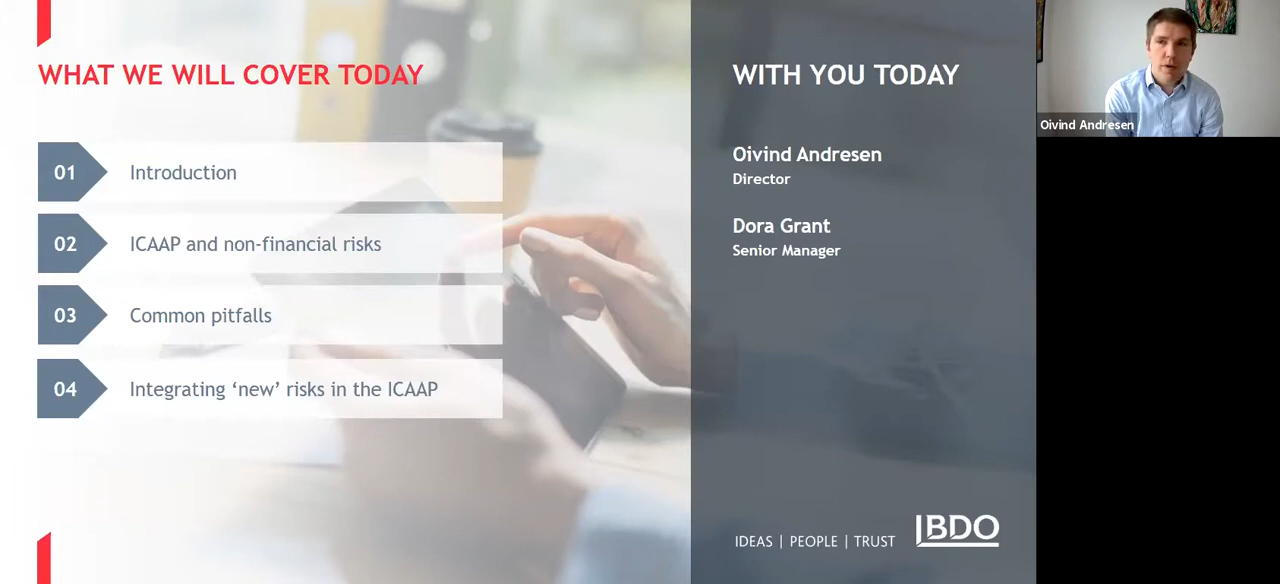 WHAT WE WILL COVER TODAY
01 Introduction
02 ICAAP and non-financial risks
03 Common pitfalls
04 Integrating ‘new’ risks in the ICAAP
WITH YOU TODAY
Oivind Andresen
Director
Dora Grant
Senior Manager
IDEAS | PEOPLE | TRUST
BDO
Oivind Andresen